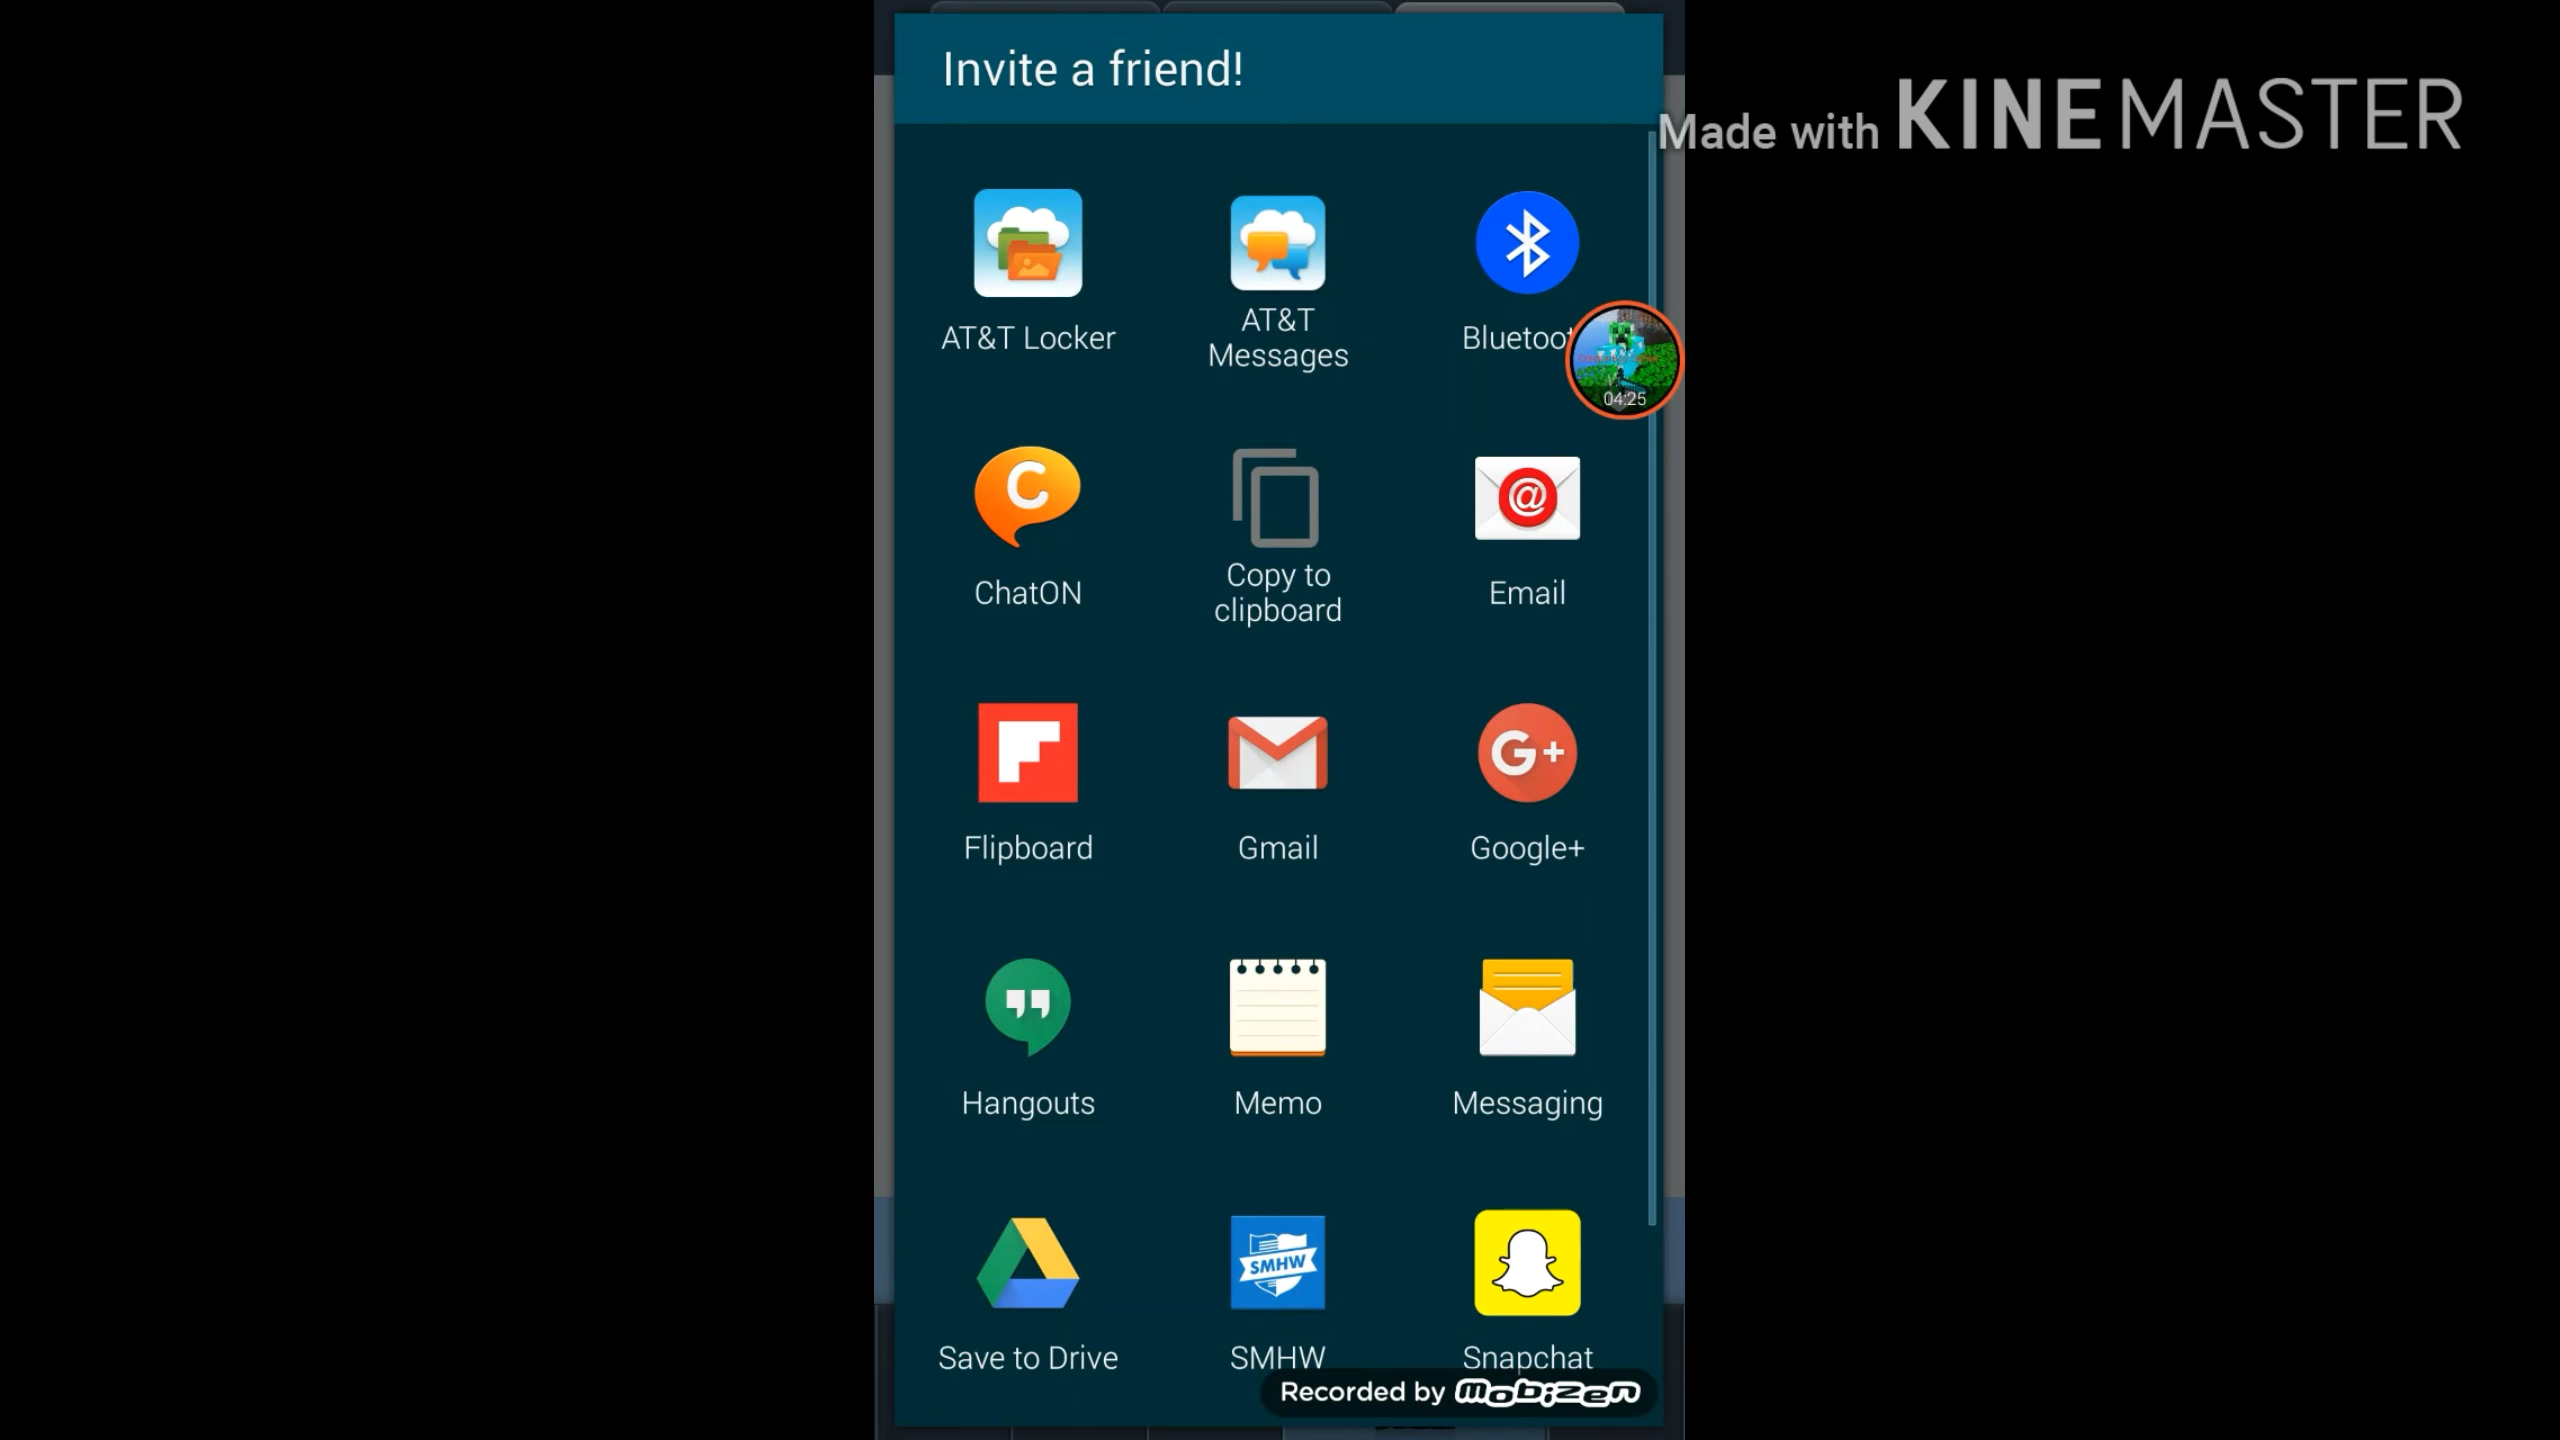 Invite a friend!
Made with KINEMASTER
AT&T Locker
AT&T
Messages
Bluetoot
04:25
C
ChatON
Copy to
clipboard
@
Email
Flipboard
Gmail
G+
Google+
Hangouts
Memo
Messaging
Save to Drive
SMHW
SMHW
Snapchat
Recorded by mobizen